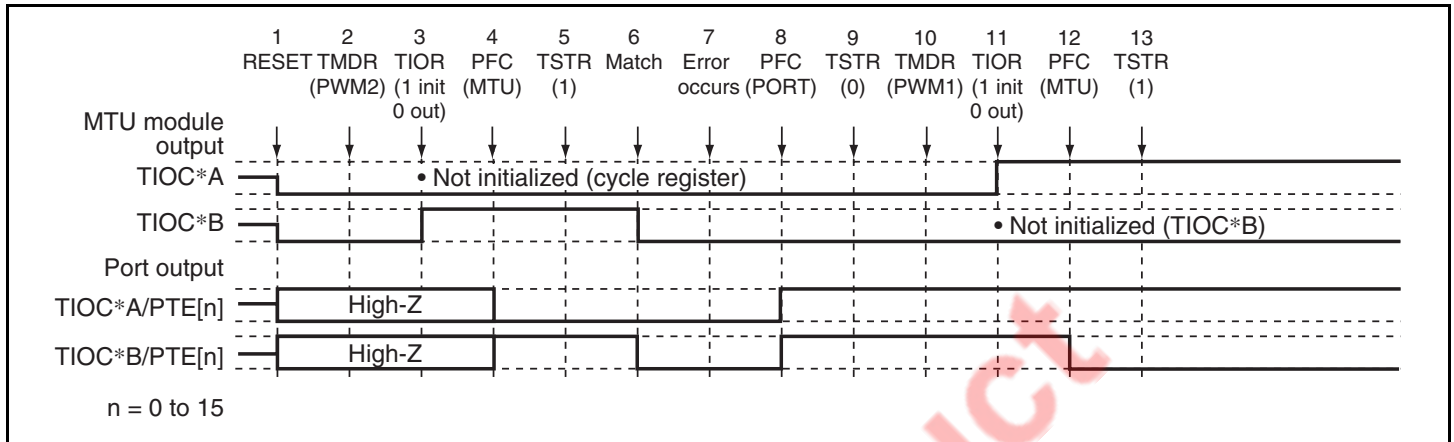 1 2 3 4 5 6 7 8 9 10 11 12 13
RESET TMDR TIOR PFC TSTR Match Error PFC TSTR TMDR TIOR PFC TSTR
(PWM2) (1 init (MTU) (1) occurs (PORT) (0) (PWM1) (1 init (MTU) (1)
0 out) 0 out)
MTU module
output
TIOC*A • Not initialized (cycle register)
TIOC*B • Not initialized (TIOC*B)
Port output
TIOC*A/PTE[n] High-Z
TIOC*B/PTE[n] High-Z
n = 0 to 15
uct